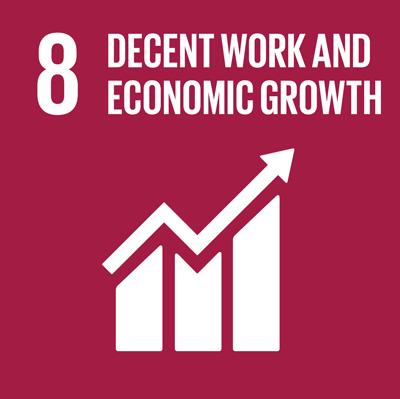 8 DECENT WORK AND
ECONOMIC GROWTH